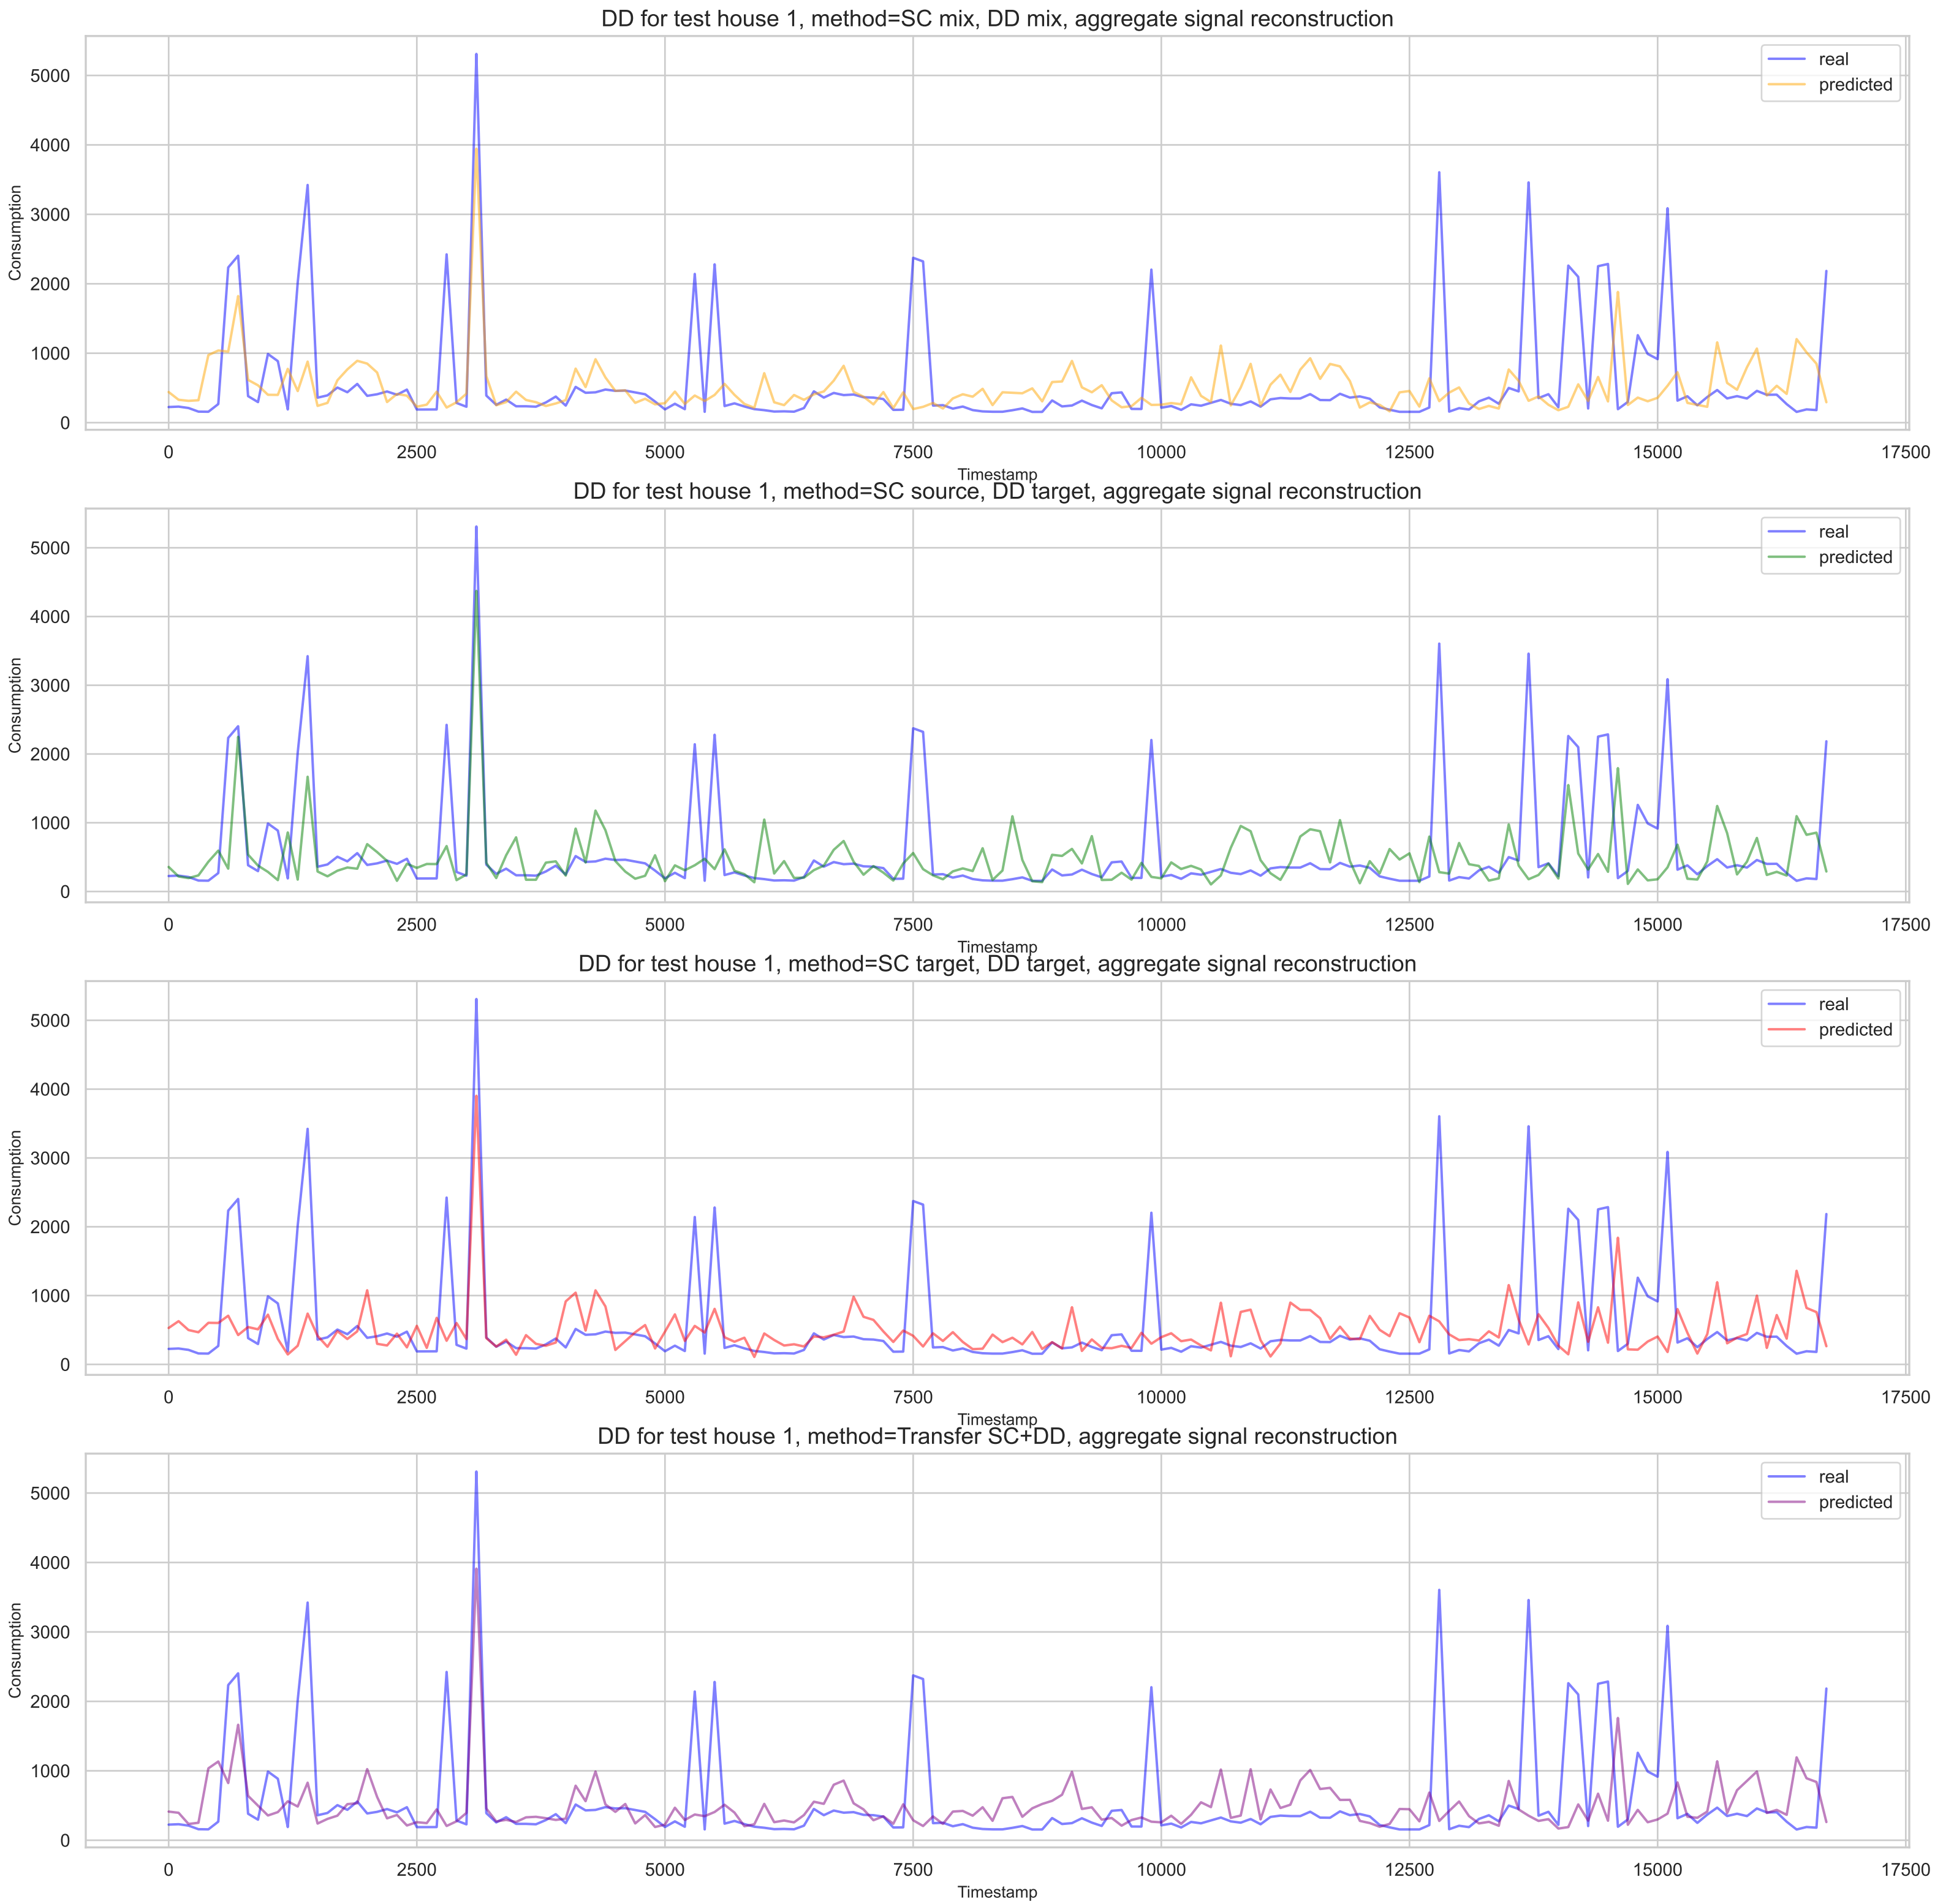 DD for test house 1, method=SC mix, DD mix, aggregate signal reconstruction
real
predicted
5000
4000
3000
2000
1000
0
Consumption
0 2500 5000 7500 10000 12500 15000 17500
Timestamp
DD for test house 1, method=SC source, DD target, aggregate signal reconstruction
real
predicted
5000
4000
3000
2000
1000
0
Consumption
0 2500 5000 7500 10000 12500 15000 17500
Timestamp
DD for test house 1, method=SC target, DD target, aggregate signal reconstruction
real
predicted
5000
4000
3000
2000
1000
0
Consumption
0 2500 5000 7500 10000 12500 15000 17500
Timestamp
DD for test house 1, method=Transfer SC+DD, aggregate signal reconstruction
real
predicted
5000
4000
3000
2000
1000
0
Consumption
0 2500 5000 7500 10000 12500 15000 17500
Timestamp